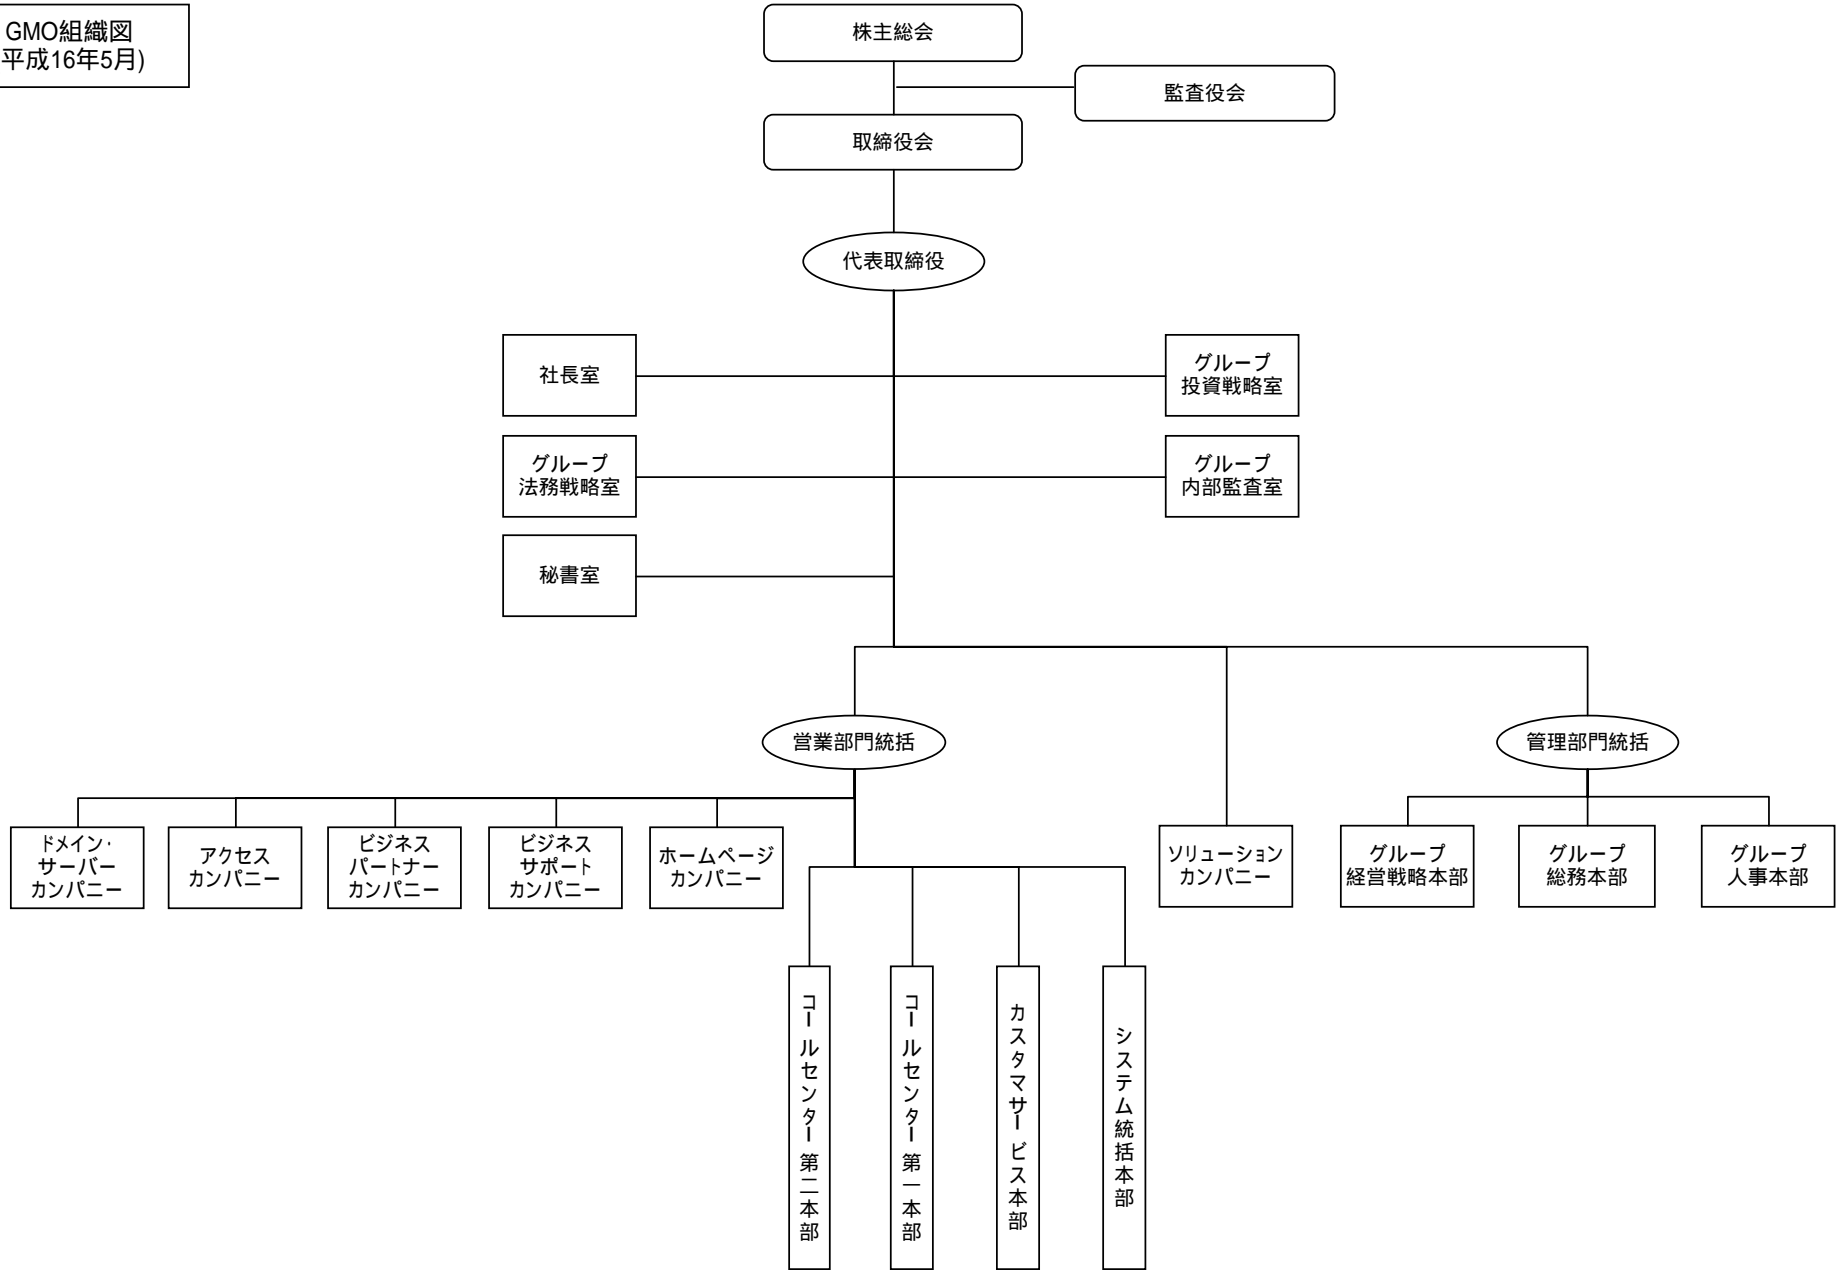 GMO組織図
平成16年5月)
株主総会
監査役会
取締役会
代表取締役
社長室
グループ
投資戦略室
グループ
法務戦略室
グループ
内部監査室
秘書室
営業部門統括
管理部門統括
ドメイン・
サーバー
カンパニー
アクセス
カンパニー
ビジネス
パートナー
カンパニー
ビジネス
サポート
カンパニー
ホームページ
カンパニー
ソリューション
カンパニー
グループ
経営戦略本部
グループ
総務本部
グループ
人事本部
コールセンター第二本部
コールセンター第一本部
カスタマサービス本部
システム統括本部